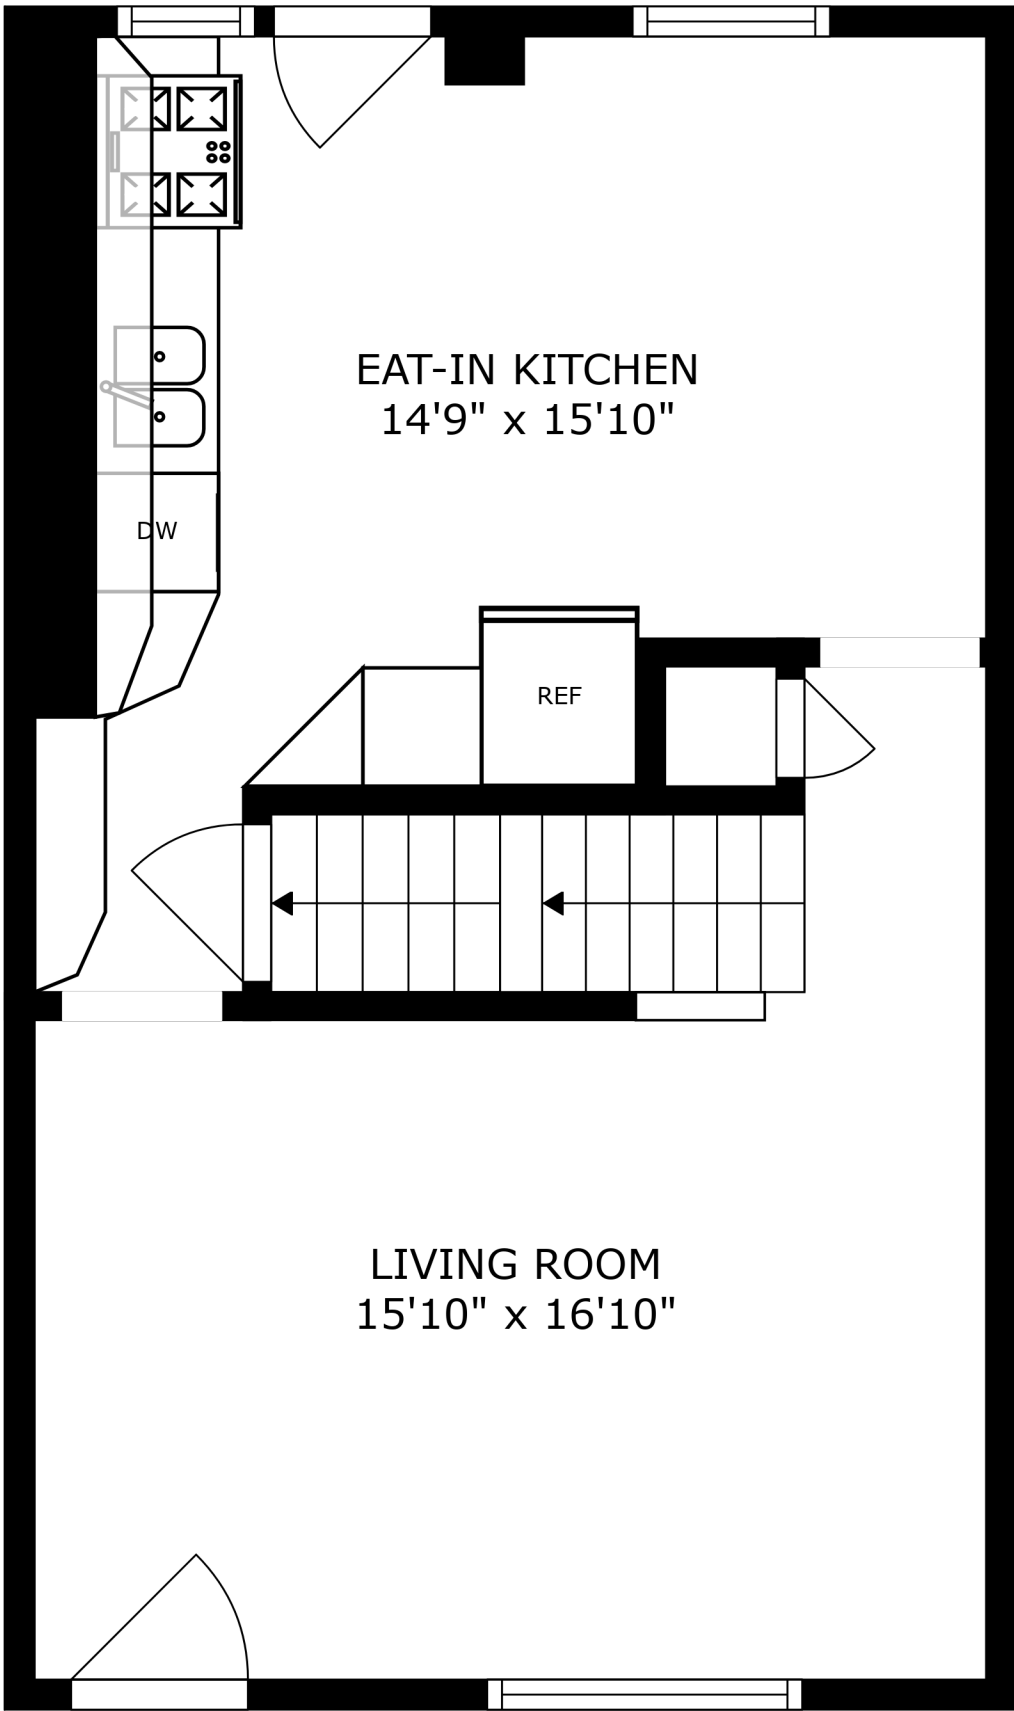 EAT-IN KITCHEN
14'9" x 15'10"
DW
REF
LIVING ROOM
15'10" x 16'10"